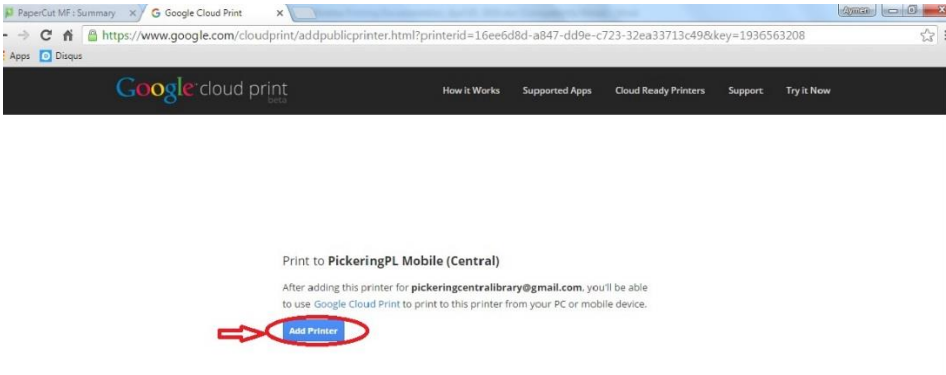 PaperCut MF : Summary
Google Cloud Print
Aymen
https://www.google.com/cloudprint/addpublicprinter.html?printerid=16ee6d8d-a847-dd9e-c723-32ea33713c49&key=1936563208
Apps Disqus
Google cloud print
beta
How it Works Supported Apps Cloud Ready Printers Support Try it Now
Print to PickeringPL Mobile (Central)
After adding this printer for pickeringcentralibrary@gmail.com, you'll be able
to use Google Cloud Print to print to this printer from your PC or mobile device.
Add Printer